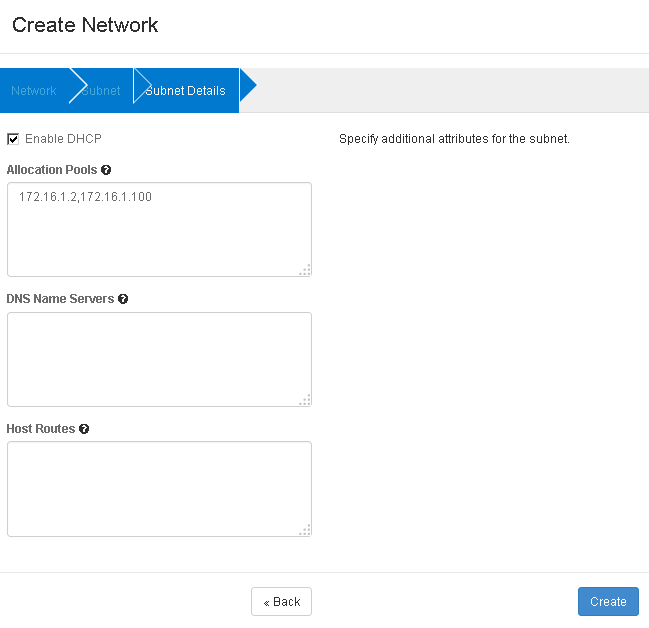 Create Network
Network Subnet Subnet Details
Enable DHCP
Specify additional attributes for the subnet.
Allocation Pools
172.16.1.2,172.16.1.100
DNS Name Servers
Host Routes
« Back
Create